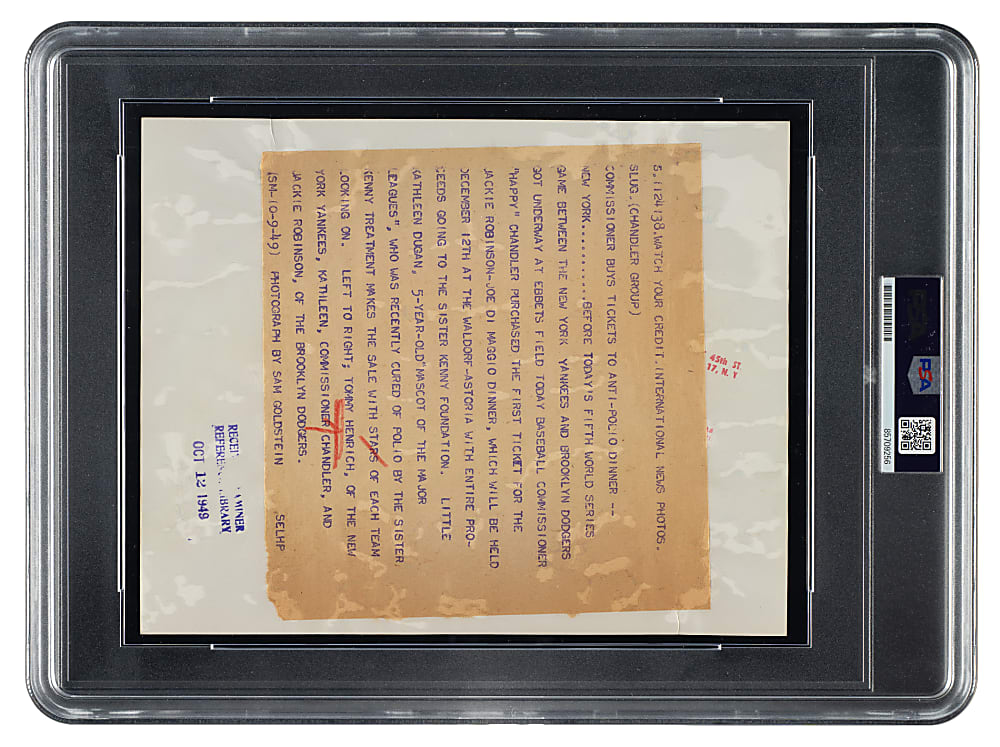 S.1124138.WATCH YOUR CREDIT.INTERNATIONAL NEWS PHOTOS.
SLUG.(CHANDLER GROUP)
COMMISSIONER BUYS TICKETS TO ANTI-POLIO DINNER --
NEW YORK...........BEFORE TODAY'S FIFTH WORLD SERIES
GAME BETWEEN THE NEW YORK YANKEES AND BROOKLYN DODGERS
GOT UNDERWAY AT EBBETS FIELD TODAY BASEBALL COMMISSIONER
"HAPPY" CHANDLER PURCHASED THE FIRST TICKET FOR THE
JACKIE ROBINSON-JOE DI MAGGIO DINNER, WHICH WILL BE HELD
DECEMBER 12TH AT THE WALDORF-ASTORIA WITH ENTIRE PRO-
CEEDS GOING TO THE SISTER KENNY FOUNDATION. LITTLE
KATHLEEN DUGAN, 5-YEAR-OLD"MASCOT OF THE MAJOR
LEAGUES", WHO WAS RECENTLY CURED OF POLIO BY THE SISTER
KENNY TREATMENT MAKES THE SALE WITH STARS OF EACH TEAM
LOOKING ON. LEFT TO RIGHT; TOMMY HENRICH, OF THE NEW
YORK YANKEES, KATHLEEN, COMMISSIONER CHANDLER, AND
JACKIE ROBINSON, OF THE BROOKLYN DODGERS.
(SM-10-9-49) PHOTOGRAPH BY SAM GOLDSTEIN SELHP
45th ST
17, N. Y
MINER
LIBRARY
OCT 12 1949
PSA
85709256